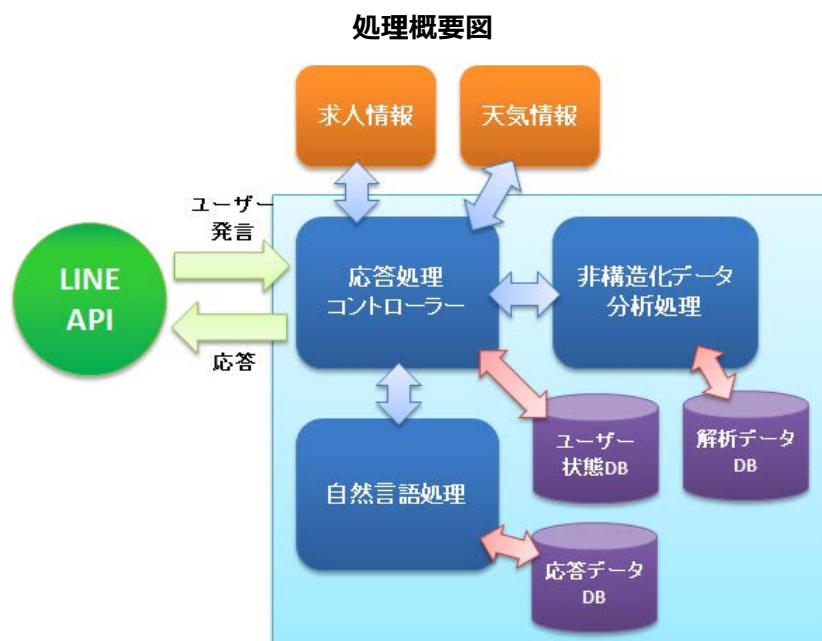 処理概要図
求人情報
天気情報
ユーザー
発言
LINE
API
応答
応答処理
コントローラー
非構造化データ
分析処理
自然言語処理
ユーザー
状態DB
解析データ
DB
応答データ
DB